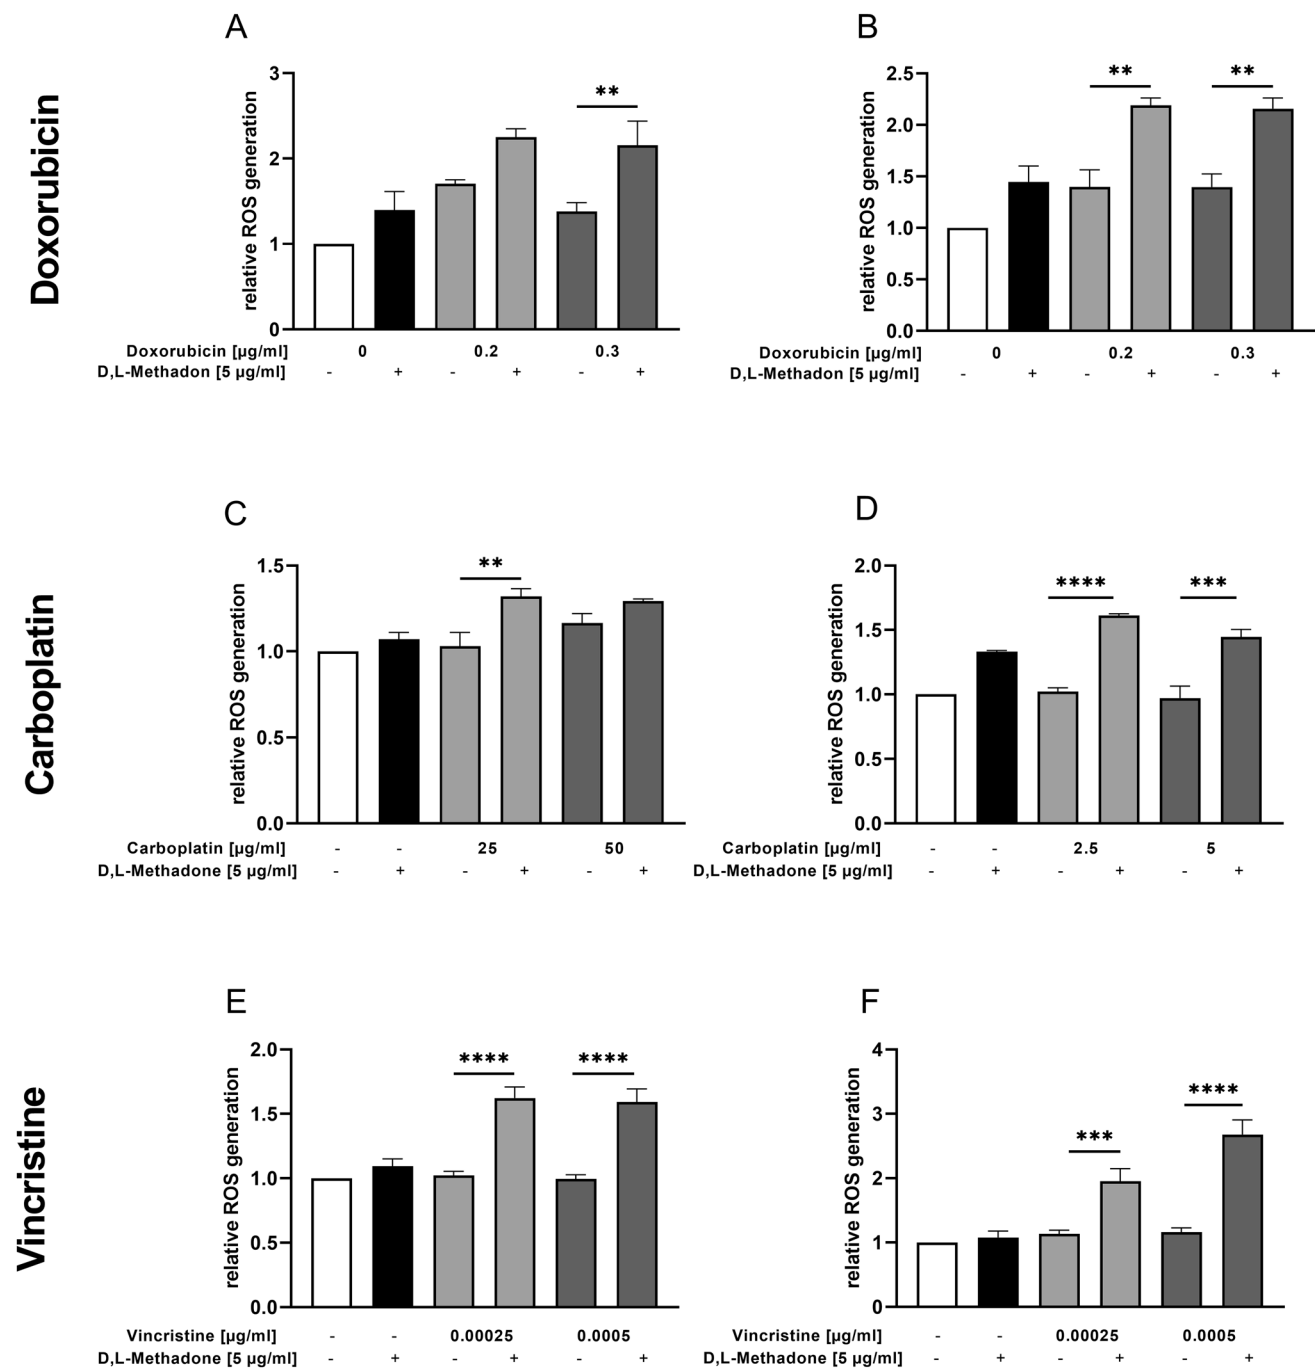 A
B
Doxorubicin
relative ROS generation
3
2
1
0
**
Doxorubicin [µg/ml] 0 0.2 0.3
D,L-Methadon [5 µg/ml] - + - + - +
relative ROS generation
2.5
2.0
1.5
1.0
0.5
0.0
** **
Doxorubicin [µg/ml] 0 0.2 0.3
D,L-Methadon [5 µg/ml] - + - + - +
C
D
Carboplatin
relative ROS generation
1.5
1.0
0.5
0.0
**
Carboplatin [µg/ml] - - 25 50
D,L-Methadone [5 µg/ml] - + - + - +
relative ROS generation
2.0
1.5
1.0
0.5
0.0
**** ***
Carboplatin [µg/ml] - - 2.5 5
D,L-Methadone [5 µg/ml] - + - + - +
E
F
Vincristine
relative ROS generation
2.0
1.5
1.0
0.5
0.0
**** ****
Vincristine [µg/ml] - - 0.00025 0.0005
D,L-Methadone [5 µg/ml] - + - + - +
relative ROS generation
4
3
2
1
0
*** ****
Vincristine [µg/ml] - - 0.00025 0.0005
D,L-Methadone [5 µg/ml] - + - + - +